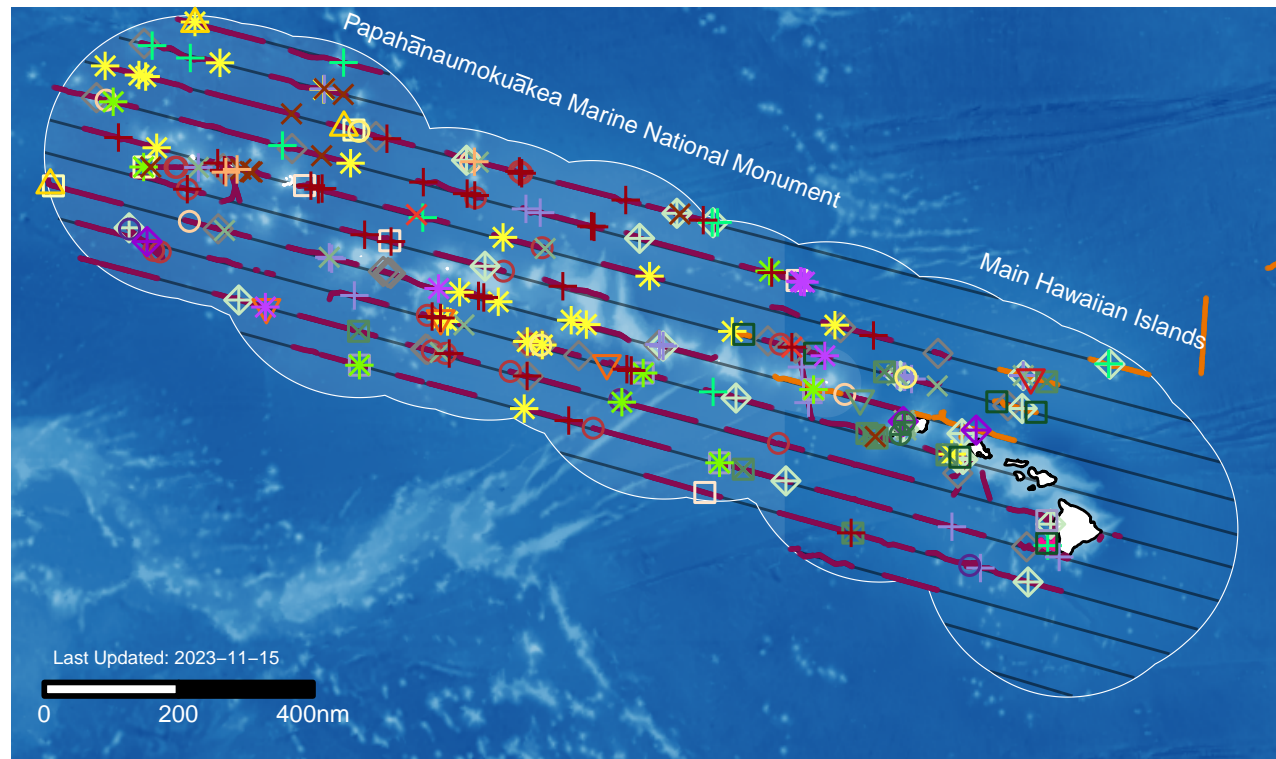 Papahānaumokuākea Marine National Monument
Main Hawaiian Islands
Last Updated: 2023−11−15
0 200 400nm